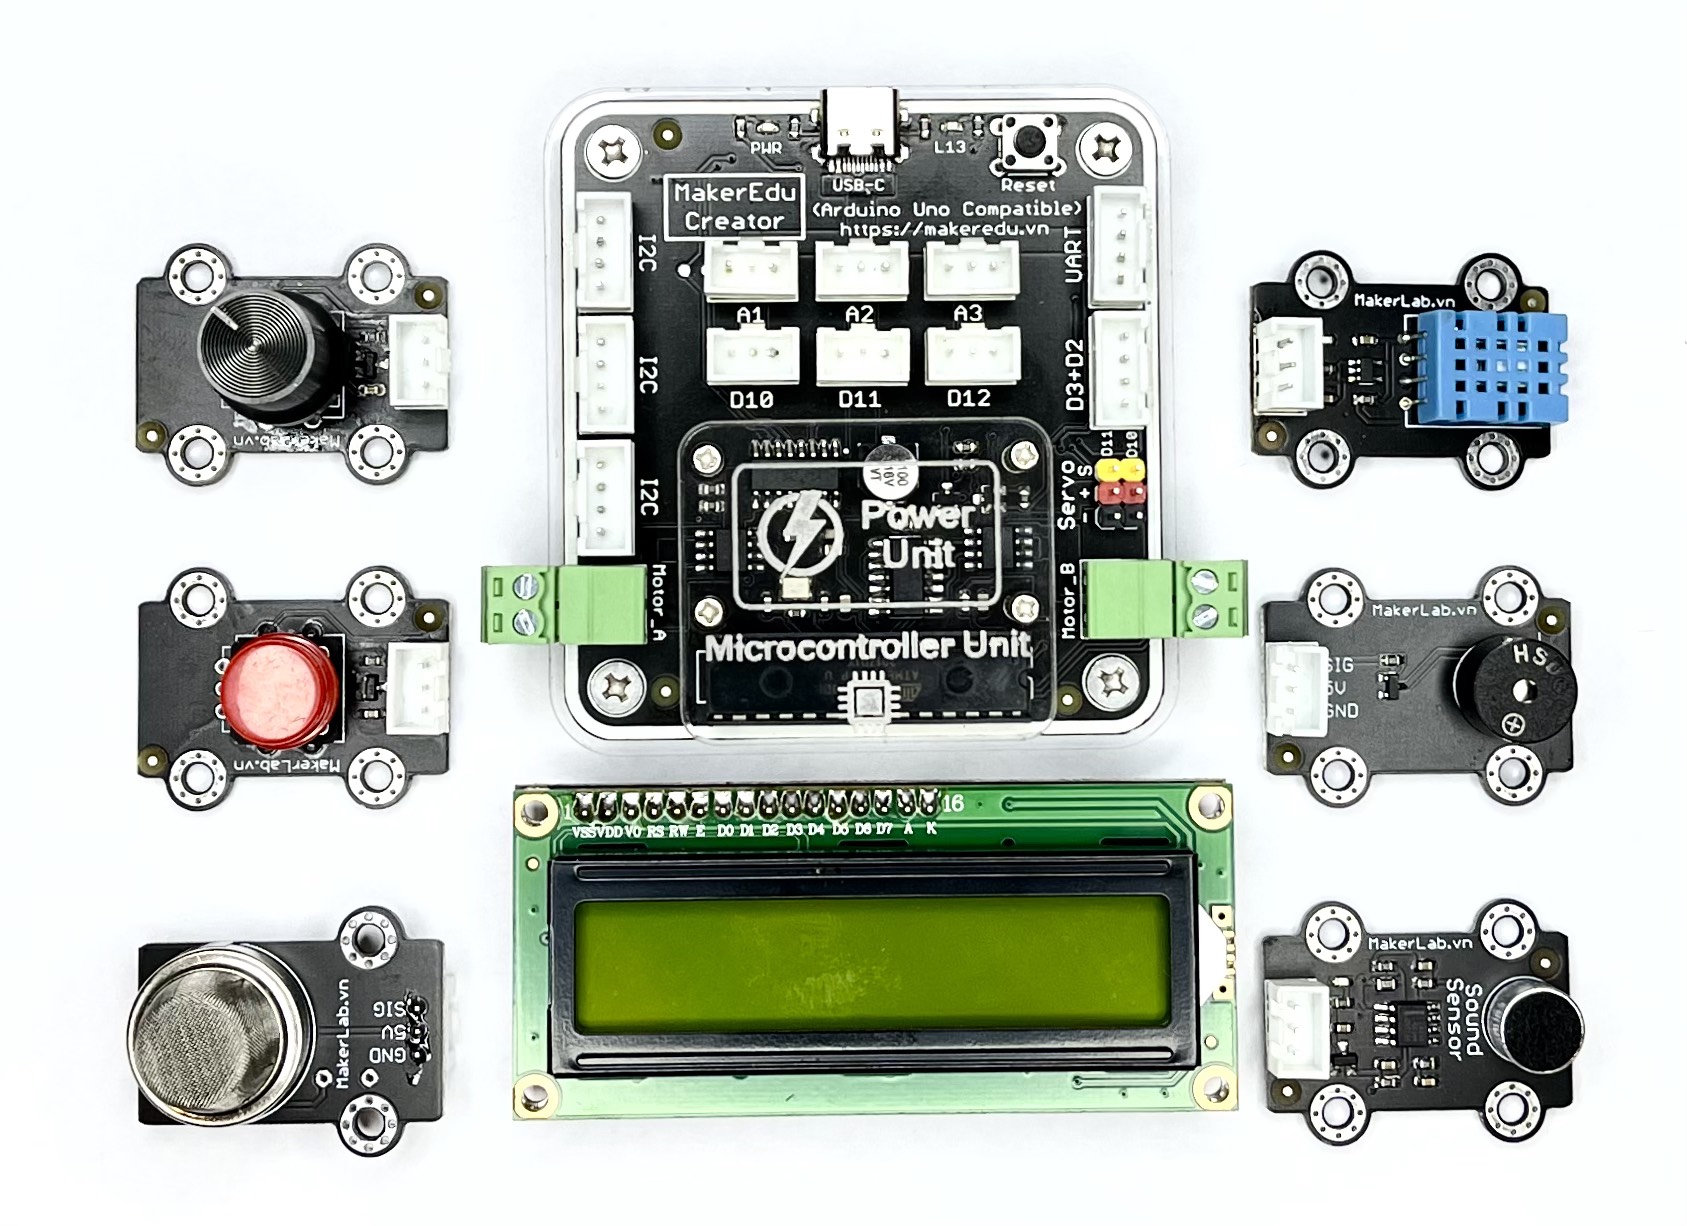 PWR
L13
USB-C
Reset
MakerEdu
Creator
(Arduino Uno Compatible)
https://makeredu.vn
I2C
UART
A1
A2
A3
I2C
D3+D2
D10
D11
D12
I2C
D11
D10
Servo
S
+
-
100
16V
VT
Power
Unit
Motor_A
Motor_B
Microcontroller Unit
MakerLab.vn
MakerLab.vn
MakerLab.vn
SIG
5V
GND
MakerLab.vn
MakerLab.vn
SIG
5V
GND
HS
MakerLab.vn
Sound
Sensor
1
16
VSS VDD V0 RS RW E D0 D1 D2 D3 D4 D5 D6 D7 A K